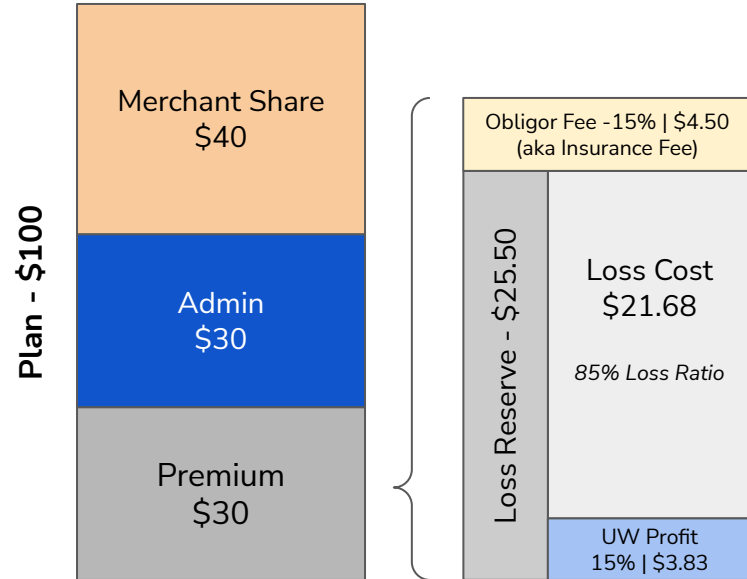 Plan - $100
Merchant Share
$40
Admin
$30
Premium
$30
Obligor Fee -15% | $4.50
(aka Insurance Fee)
Loss Reserve - $25.50
Loss Cost
$21.68
85% Loss Ratio
UW Profit
15% | $3.83